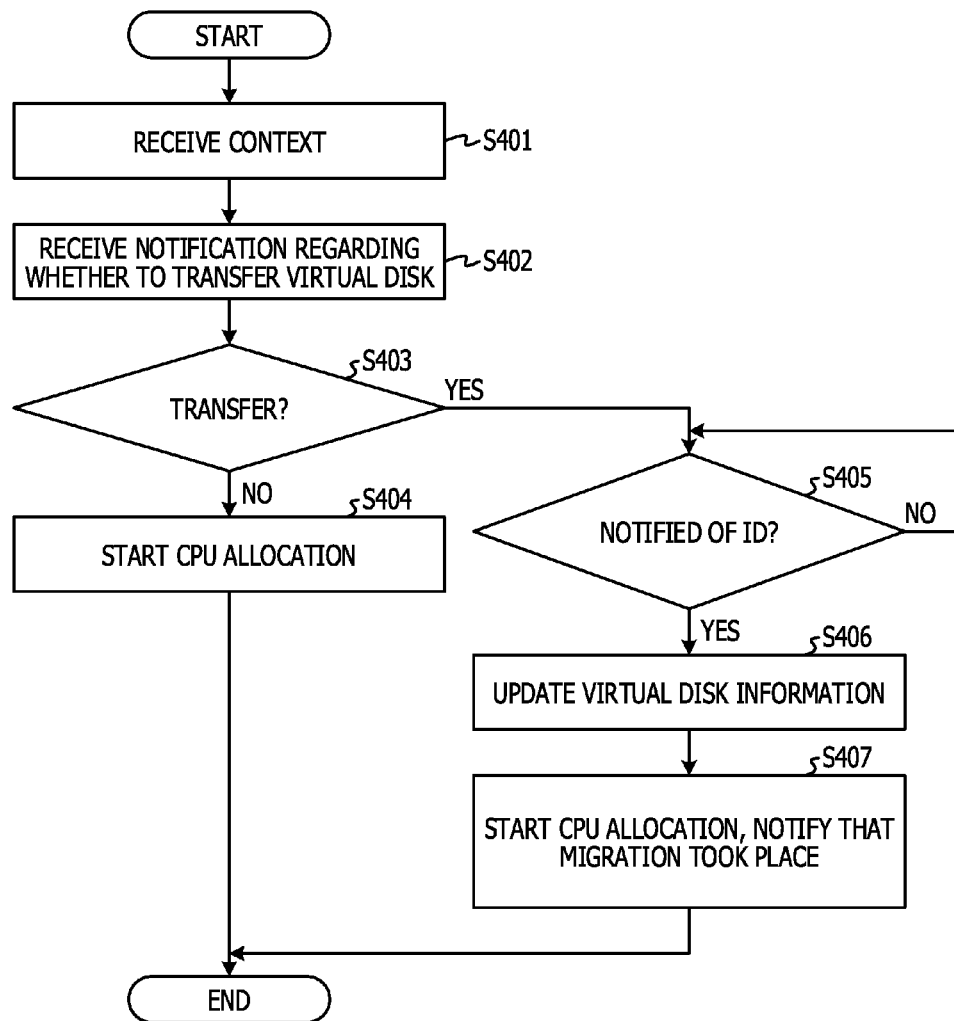 START
RECEIVE CONTEXT
S401
RECEIVE NOTIFICATION REGARDING
WHETHER TO TRANSFER VIRTUAL DISK
S402
S403
TRANSFER?
YES
NO
S404
START CPU ALLOCATION
S405
NOTIFIED OF ID?
NO
YES
S406
UPDATE VIRTUAL DISK INFORMATION
S407
START CPU ALLOCATION, NOTIFY THAT
MIGRATION TOOK PLACE
END